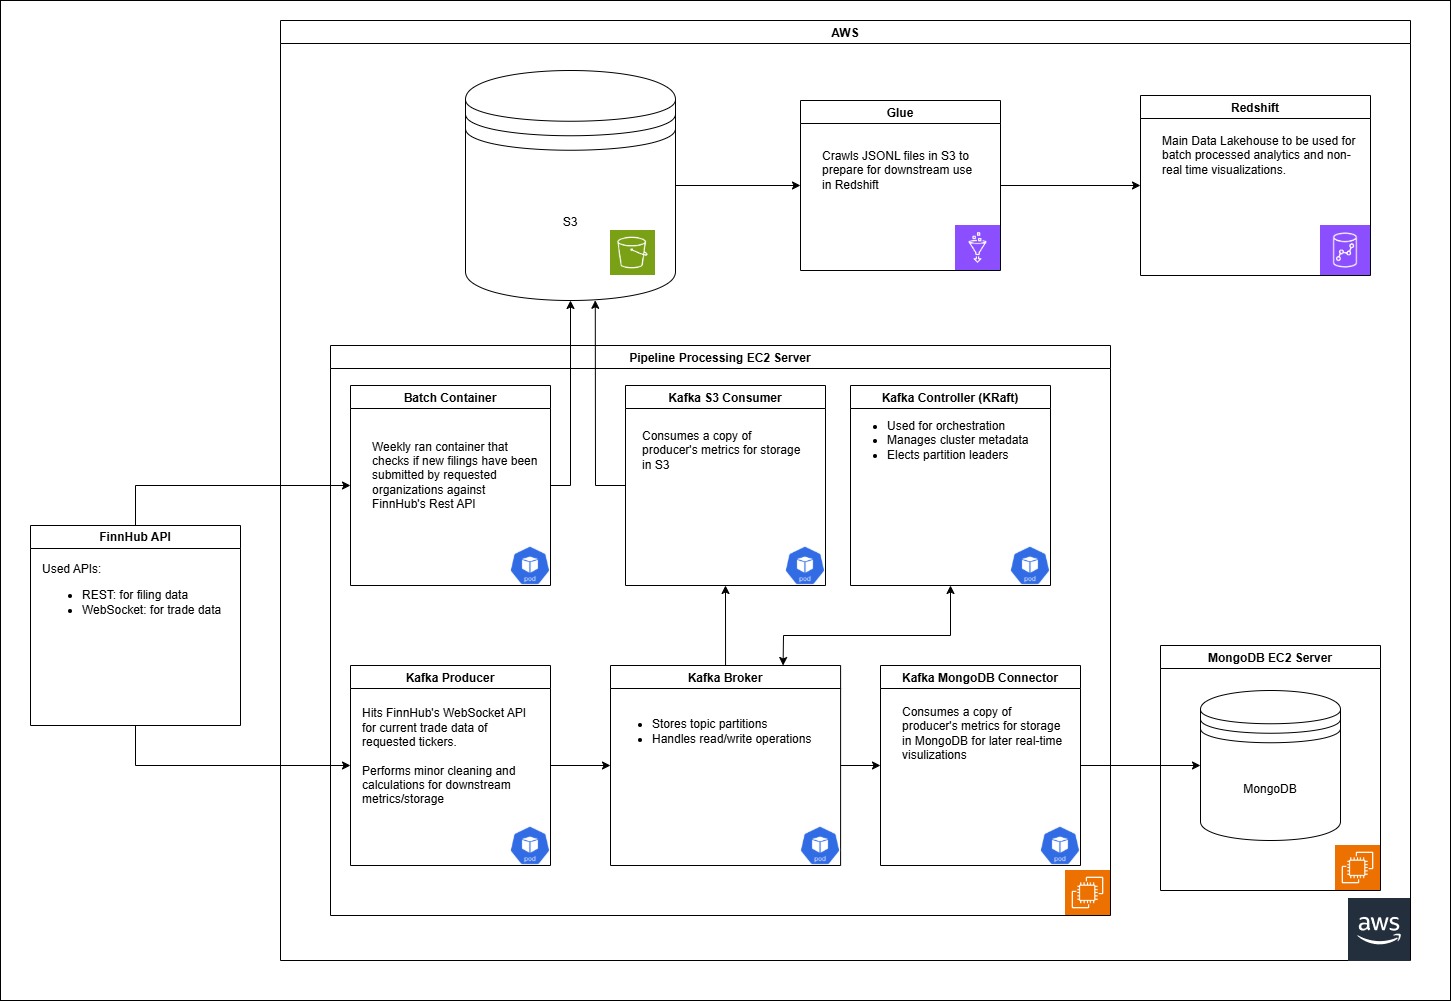 AWS
Glue
Crawls JSONL files in S3 to
prepare for downstream use
in Redshift
Redshift
Main Data Lakehouse to be used for
batch processed analytics and non-
real time visualizations.
S3
Pipeline Processing EC2 Server
Batch Container
Weekly ran container that
checks if new filings have been
submitted by requested
organizations against
FinnHub's Rest API
pod
Kafka S3 Consumer
Consumes a copy of
producer's metrics for storage
in S3
pod
Kafka Controller (KRaft)
• Used for orchestration
• Manages cluster metadata
• Elects partition leaders
pod
FinnHub API
Used APIs:
• REST: for filing data
• WebSocket: for trade data
Kafka Producer
Hits FinnHub's WebSocket API
for current trade data of
requested tickers.
Performs minor cleaning and
calculations for downstream
metrics/storage
pod
Kafka Broker
• Stores topic partitions
• Handles read/write operations
pod
Kafka MongoDB Connector
Consumes a copy of
producer's metrics for storage
in MongoDB for later real-time
visulizations
pod
MongoDB EC2 Server
MongoDB
aws